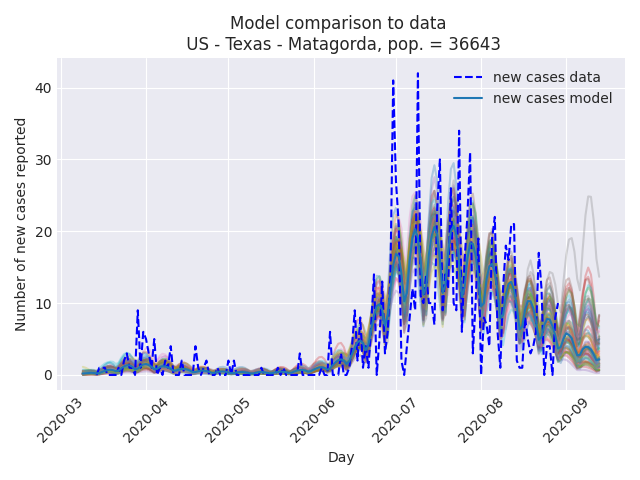 Model comparison to data
US - Texas - Matagorda, pop. = 36643
new cases data
new cases model
Number of new cases reported
40
30
20
10
0
2020-03
2020-04
2020-05
2020-06
2020-07
2020-08
2020-09
Day